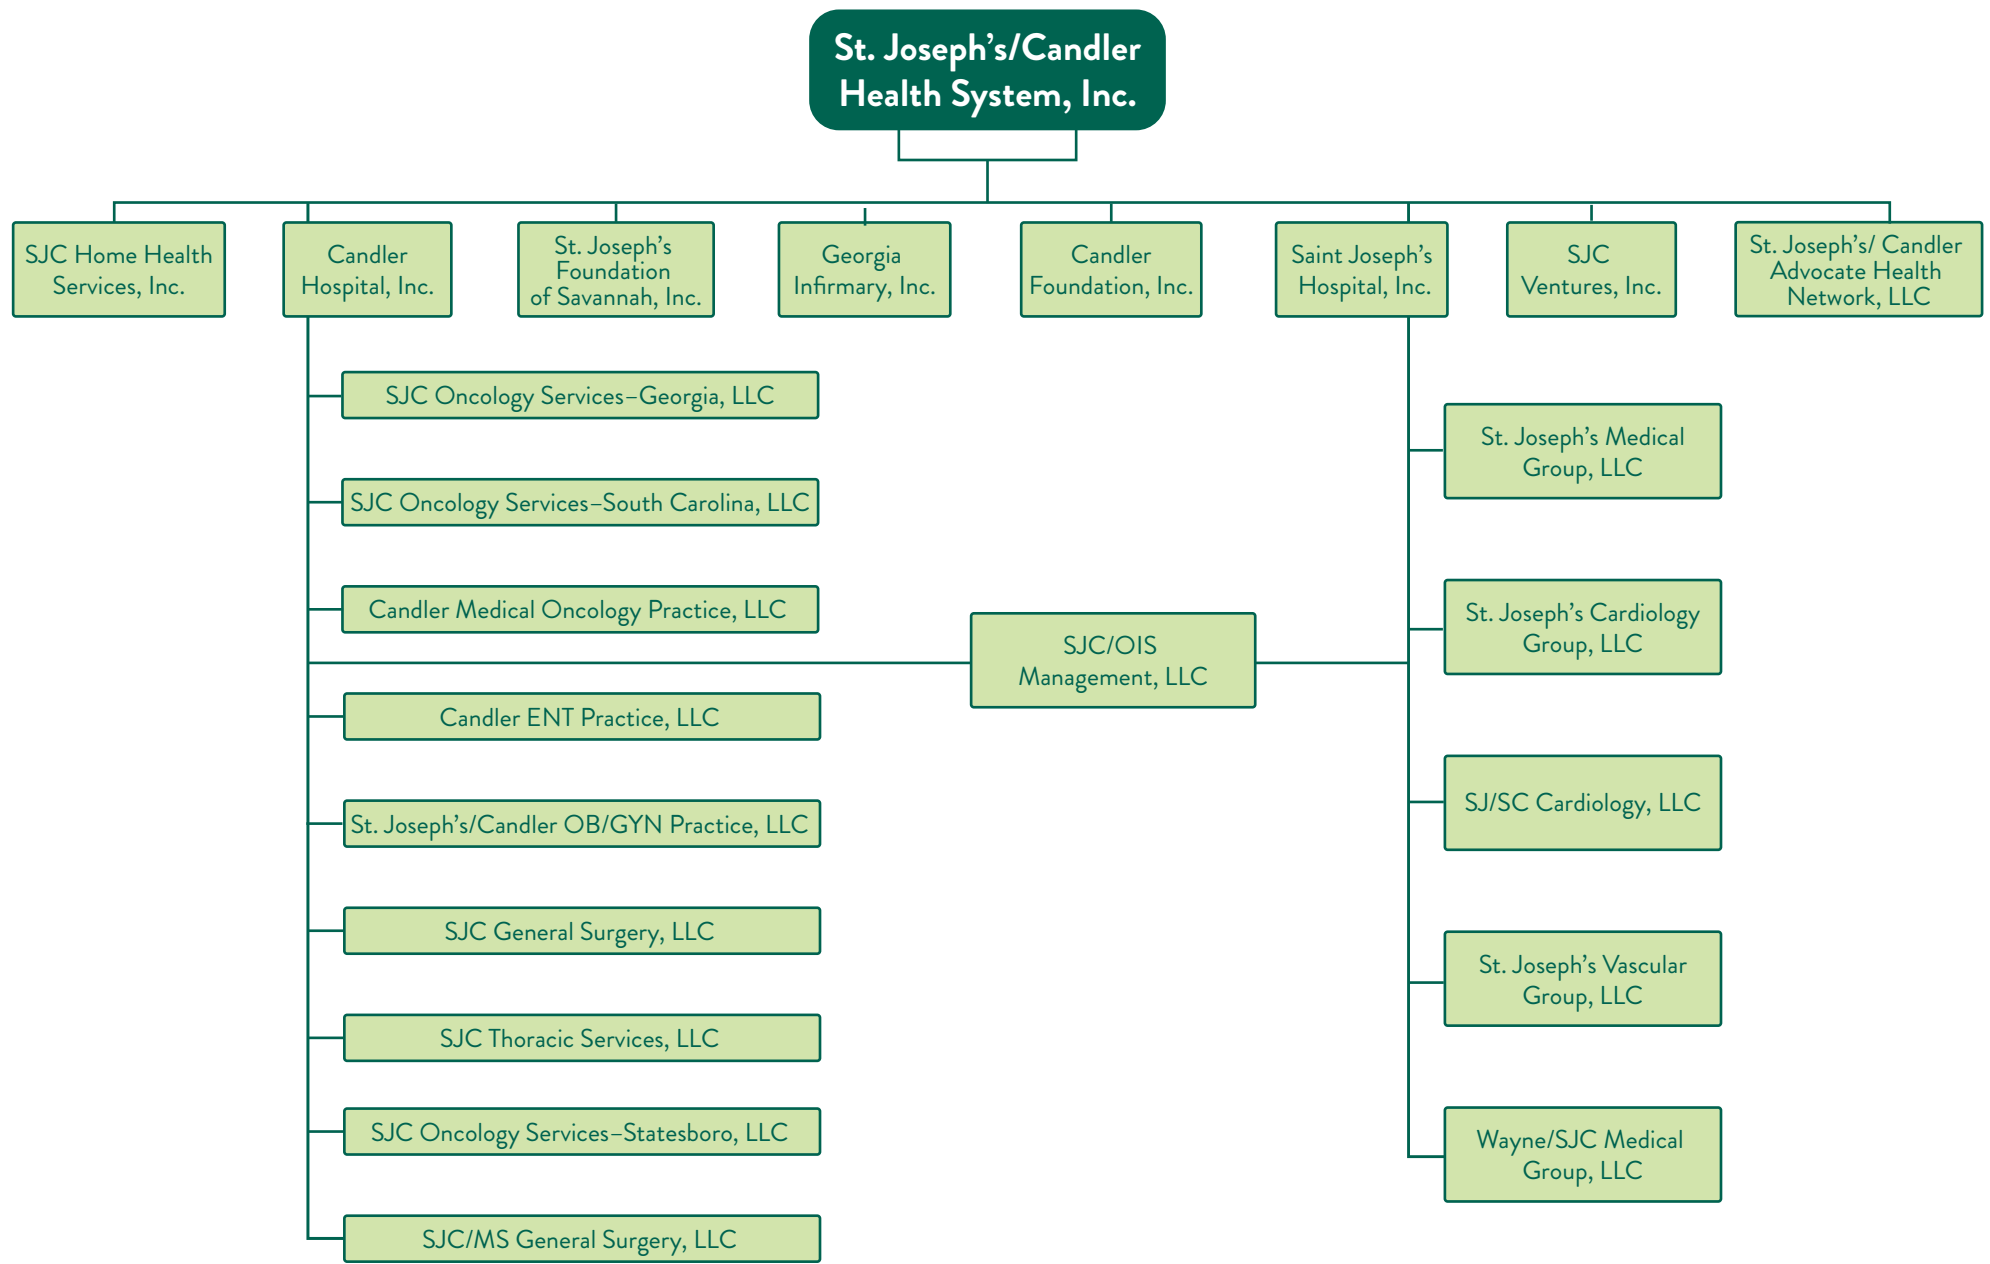 St. Joseph’s/Candler
Health System, Inc.
SJC Home Health
Services, Inc.
Candler
Hospital, Inc.
St. Joseph’s
Foundation
of Savannah, Inc.
Georgia
Infirmary, Inc.
Candler
Foundation, Inc.
Saint Joseph’s
Hospital, Inc.
SJC
Ventures, Inc.
St. Joseph’s/ Candler
Advocate Health
Network, LLC
SJC Oncology Services–Georgia, LLC
SJC Oncology Services–South Carolina, LLC
Candler Medical Oncology Practice, LLC
Candler ENT Practice, LLC
St. Joseph’s/Candler OB/GYN Practice, LLC
SJC General Surgery, LLC
SJC Thoracic Services, LLC
SJC Oncology Services–Statesboro, LLC
SJC/MS General Surgery, LLC
SJC/OIS
Management, LLC
St. Joseph’s Medical
Group, LLC
St. Joseph’s Cardiology
Group, LLC
SJ/SC Cardiology, LLC
St. Joseph’s Vascular
Group, LLC
Wayne/SJC Medical
Group, LLC